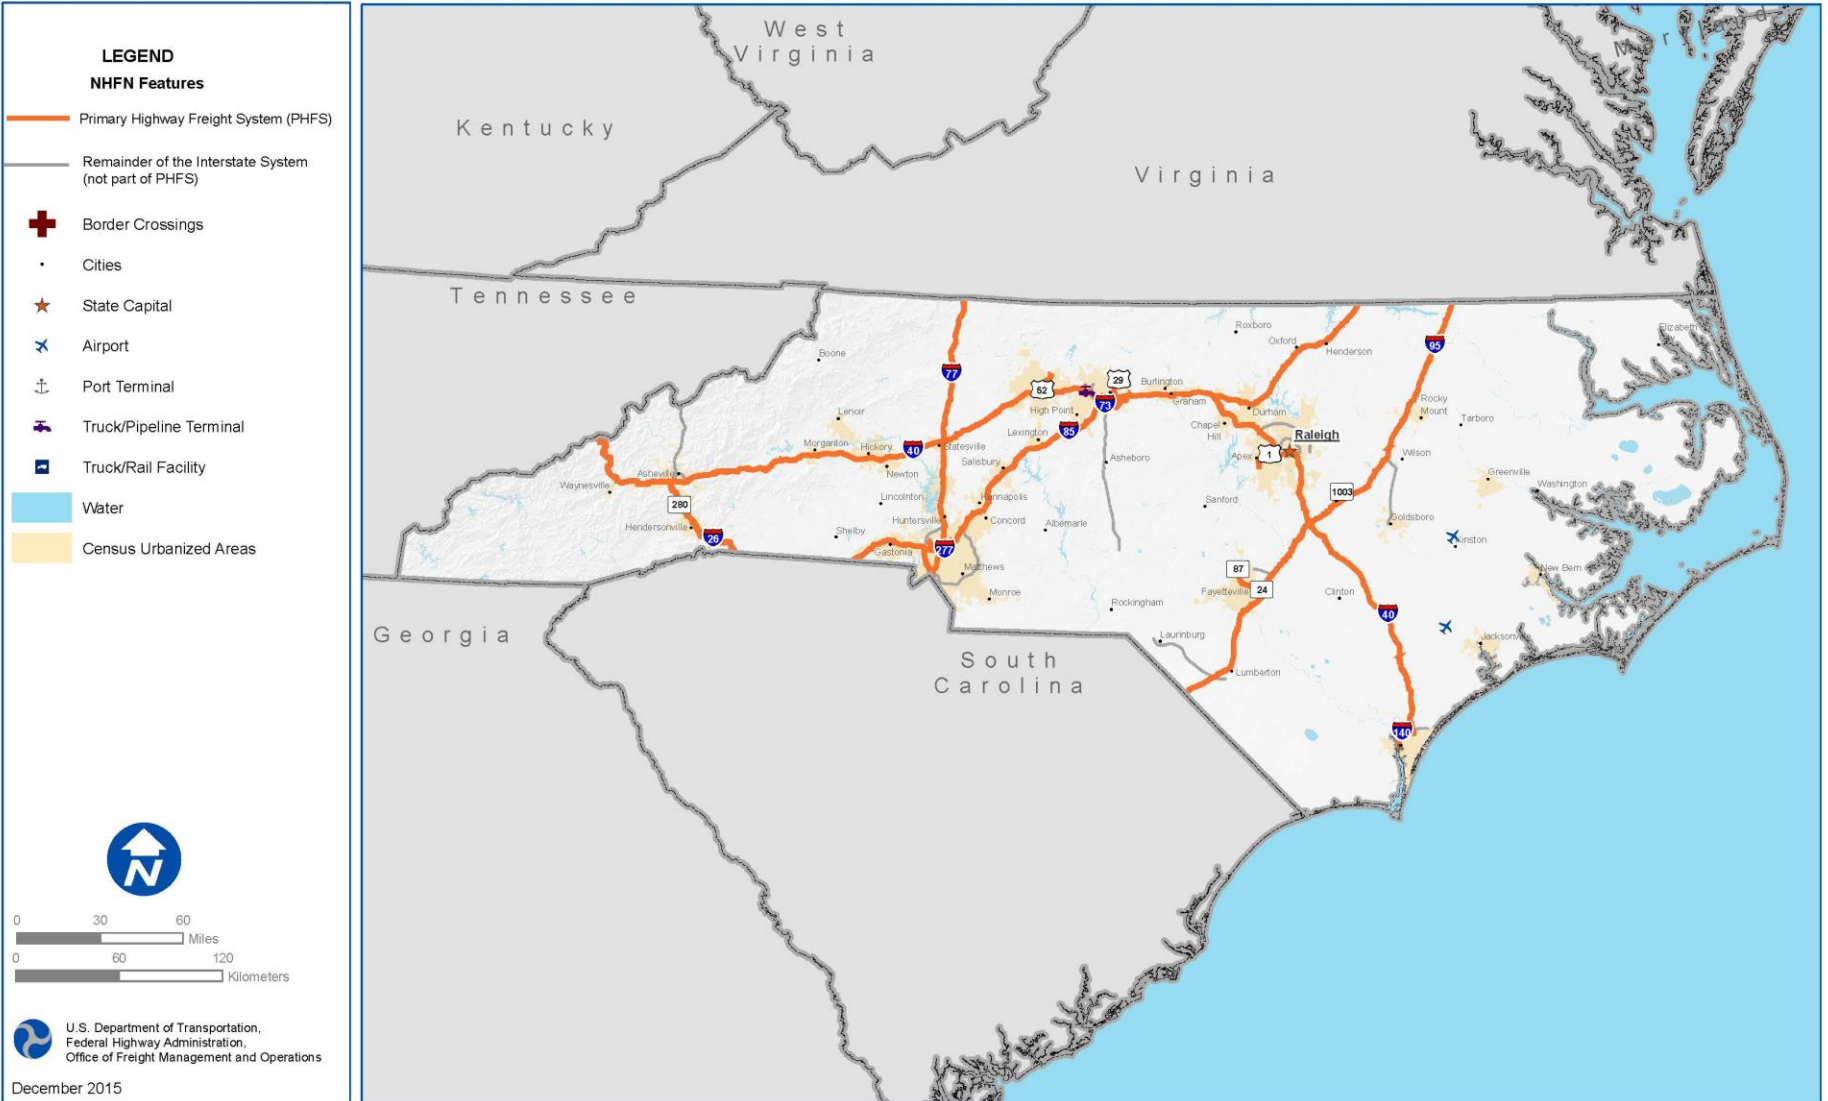 LEGEND
NHFN Features
Primary Highway Freight System (PHFS)
Remainder of the Interstate System
(not part of PHFS)
Border Crossings
Cities
State Capital
Airport
Port Terminal
Truck/Pipeline Terminal
Truck/Rail Facility
Water
Census Urbanized Areas
N
0 30 60
Miles
0 60 120
Kilometers
U.S. Department of Transportation,
Federal Highway Administration,
Office of Freight Management and Operations
December 2015
West
Virginia
Kentucky
Virginia
Tennessee
Georgia
South
Carolina
Boone
Roxboro
Oxford
Henderson
Elizabeth
77
95
52
29
73
Burlington
Graham
Durham
High Point
85
Lexington
Chapel
Hill
Rocky
Mount
Tarboro
Lenoir
Morganton
Hickory
40
Statesville
Newton
Salisbury
Asheboro
Apex
1
Raleigh
Wilson
Greenville
Washington
Asheville
Waynesville
280
Hendersonville
26
Lincolnton
Kannapolis
Huntersville
Concord
Albemarle
Sanford
1003
Goldsboro
Kinston
Shelby
Gastonia
277
Matthews
Monroe
87
Fayetteville
24
Clinton
New Bern
Rockingham
Laurinburg
40
Lumberton
140